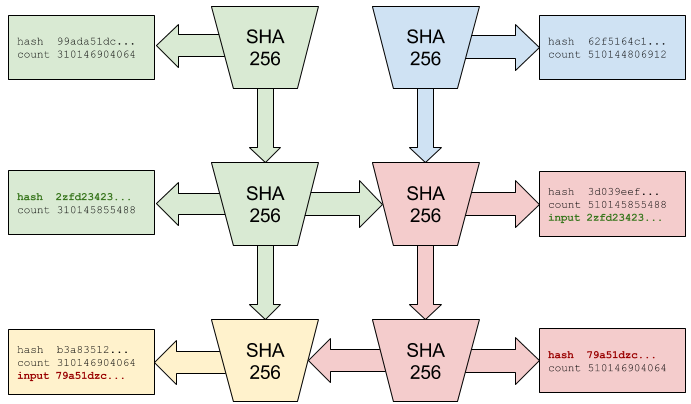 hash 99ada51dc...
count 310146904064
SHA
256
SHA
256
hash 62f5164c1...
count 510144806912
hash 2zfd23423...
count 310145855488
SHA
256
SHA
256
hash 3d039eef...
count 510145855488
input 2zfd23423...
hash b3a83512...
count 310146904064
input 79a51dzc...
SHA
256
SHA
256
hash 79a51dzc...
count 510146904064